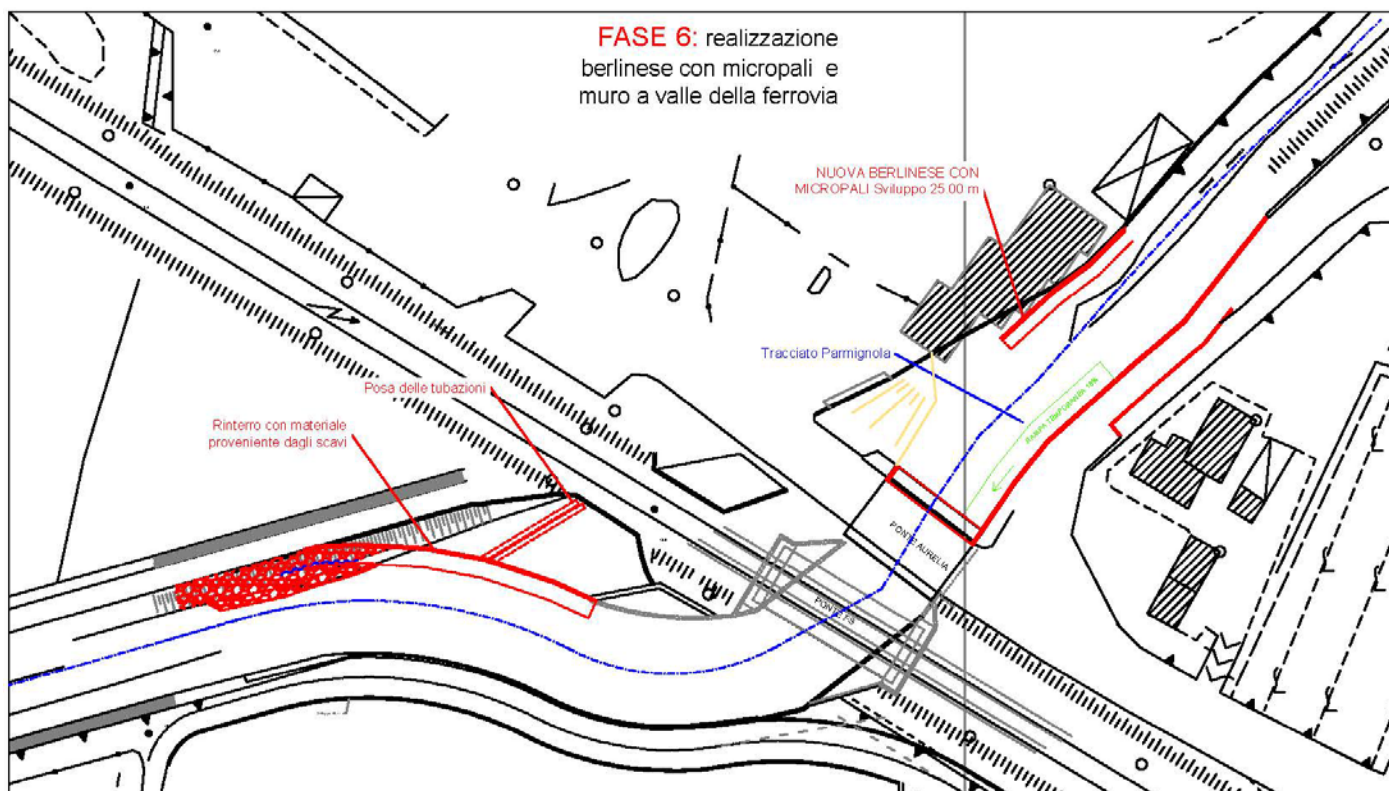 FASE 6: realizzazione
berlinese con micropali e
muro a valle della ferrovia
NUOVA BERLINESE CON
MICROPALI Sviluppo 25.00 m
Tracciato Parmignola
Posa delle tubazioni
Rinterro con materiale
proveniente dagli scavi
PONTE AURELIA
PONTE FS